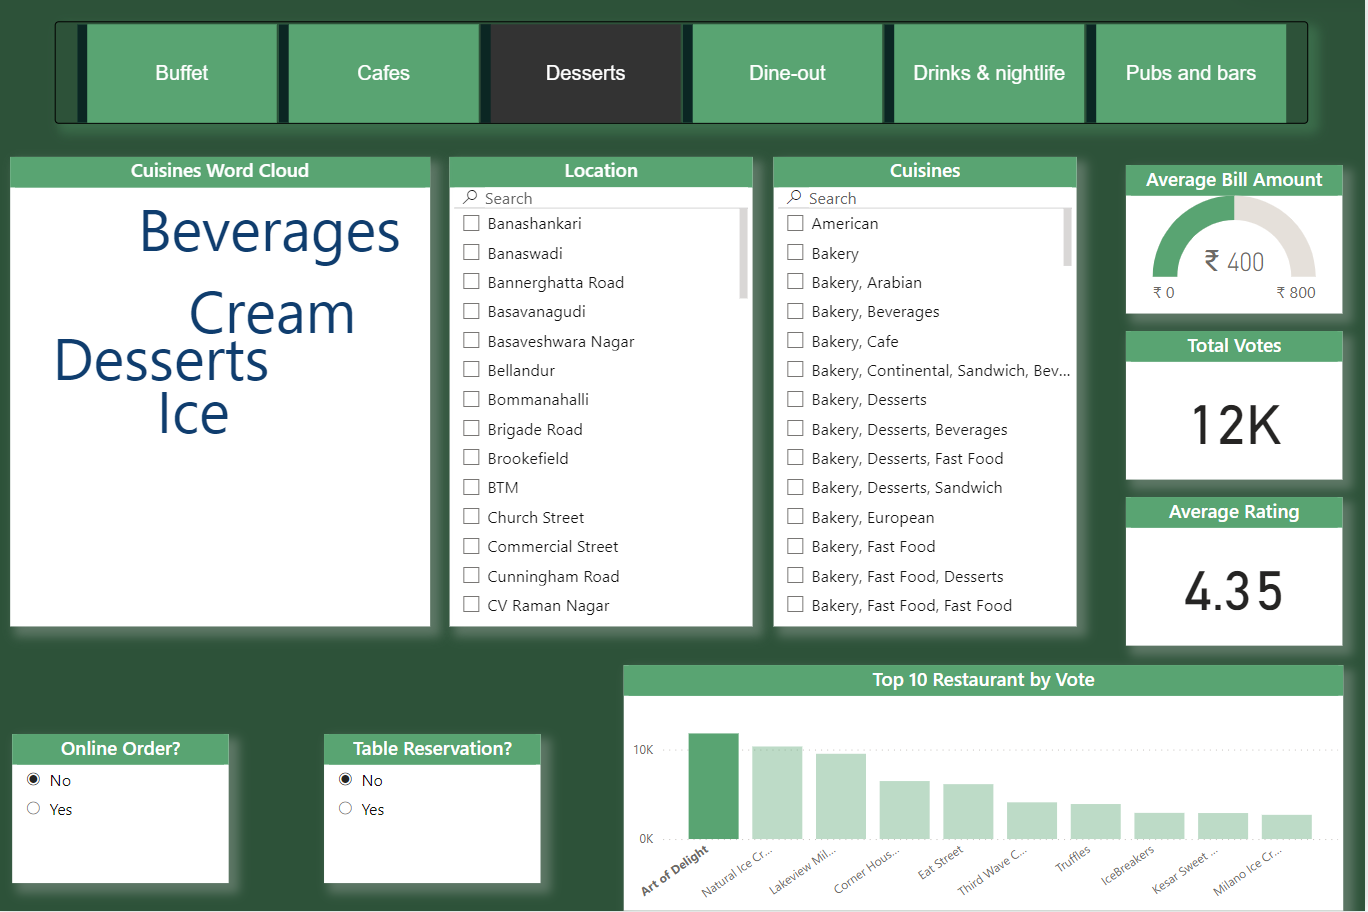 Buffet
Cafes
Desserts
Dine-out
Drinks & nightlife
Pubs and bars
Cuisines Word Cloud
Beverages
Cream
Desserts
Ice
Location
Search
Banashankari
Banaswadi
Bannerghatta Road
Basavanagudi
Basaveshwara Nagar
Bellandur
Bommanahalli
Brigade Road
Brookefield
BTM
Church Street
Commercial Street
Cunningham Road
CV Raman Nagar
Cuisines
Search
American
Bakery
Bakery, Arabian
Bakery, Beverages
Bakery, Cafe
Bakery, Continental, Sandwich, Bev...
Bakery, Desserts
Bakery, Desserts, Beverages
Bakery, Desserts, Fast Food
Bakery, Desserts, Sandwich
Bakery, European
Bakery, Fast Food
Bakery, Fast Food, Desserts
Bakery, Fast Food, Fast Food
Average Bill Amount
₹ 400
₹ 0
₹ 800
Total Votes
12K
Average Rating
4.35
Online Order?
No
Yes
Table Reservation?
No
Yes
Top 10 Restaurant by Vote
10K
0K
Art of Delight
Natural Ice Cr...
Lakeview Mil...
Corner Hous...
Eat Street
Third Wave C...
Truffles
IceBreakers
Kesar Sweet ...
Milano Ice Cr...